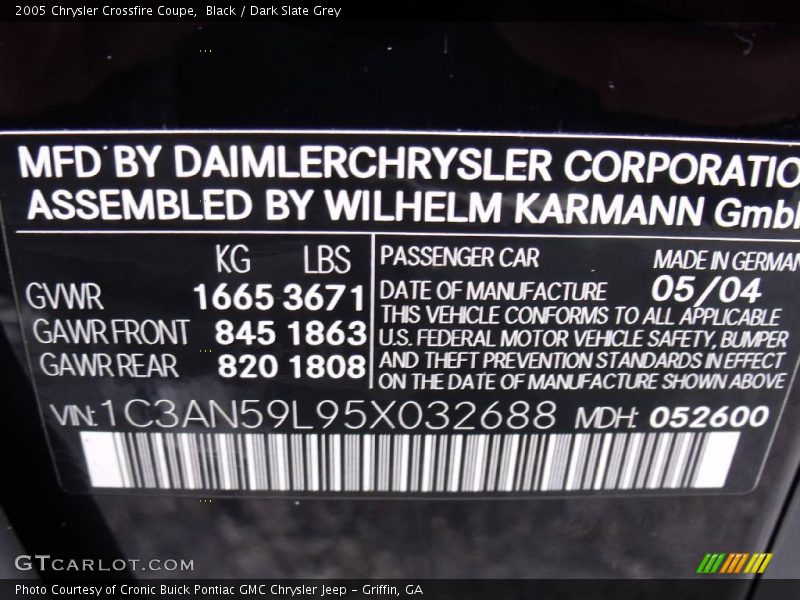 2005 Chrysler Crossfire Coupe,  Black / Dark Slate Grey
MFD BY DAIMLERCHRYSLER CORPORATIO
ASSEMBLED BY WILHELM KARMANN Gmb
KG LBS
GVWR 1665 3671
GAWR FRONT 845 1863
GAWR REAR 820 1808
PASSENGER CAR MADE IN GERMAN
DATE OF MANUFACTURE 05/04
THIS VEHICLE CONFORMS TO ALL APPLICABLE
U.S. FEDERAL MOTOR VEHICLE SAFETY, BUMPER
AND THEFT PREVENTION STANDARDS IN EFFECT
ON THE DATE OF MANUFACTURE SHOWN ABOVE
VIN: 1C3AN59L95X032688 MDH: 052600
GTCARLOT.COM
Photo Courtesy of Cronic Buick Pontiac GMC Chrysler Jeep - Griffin, GA